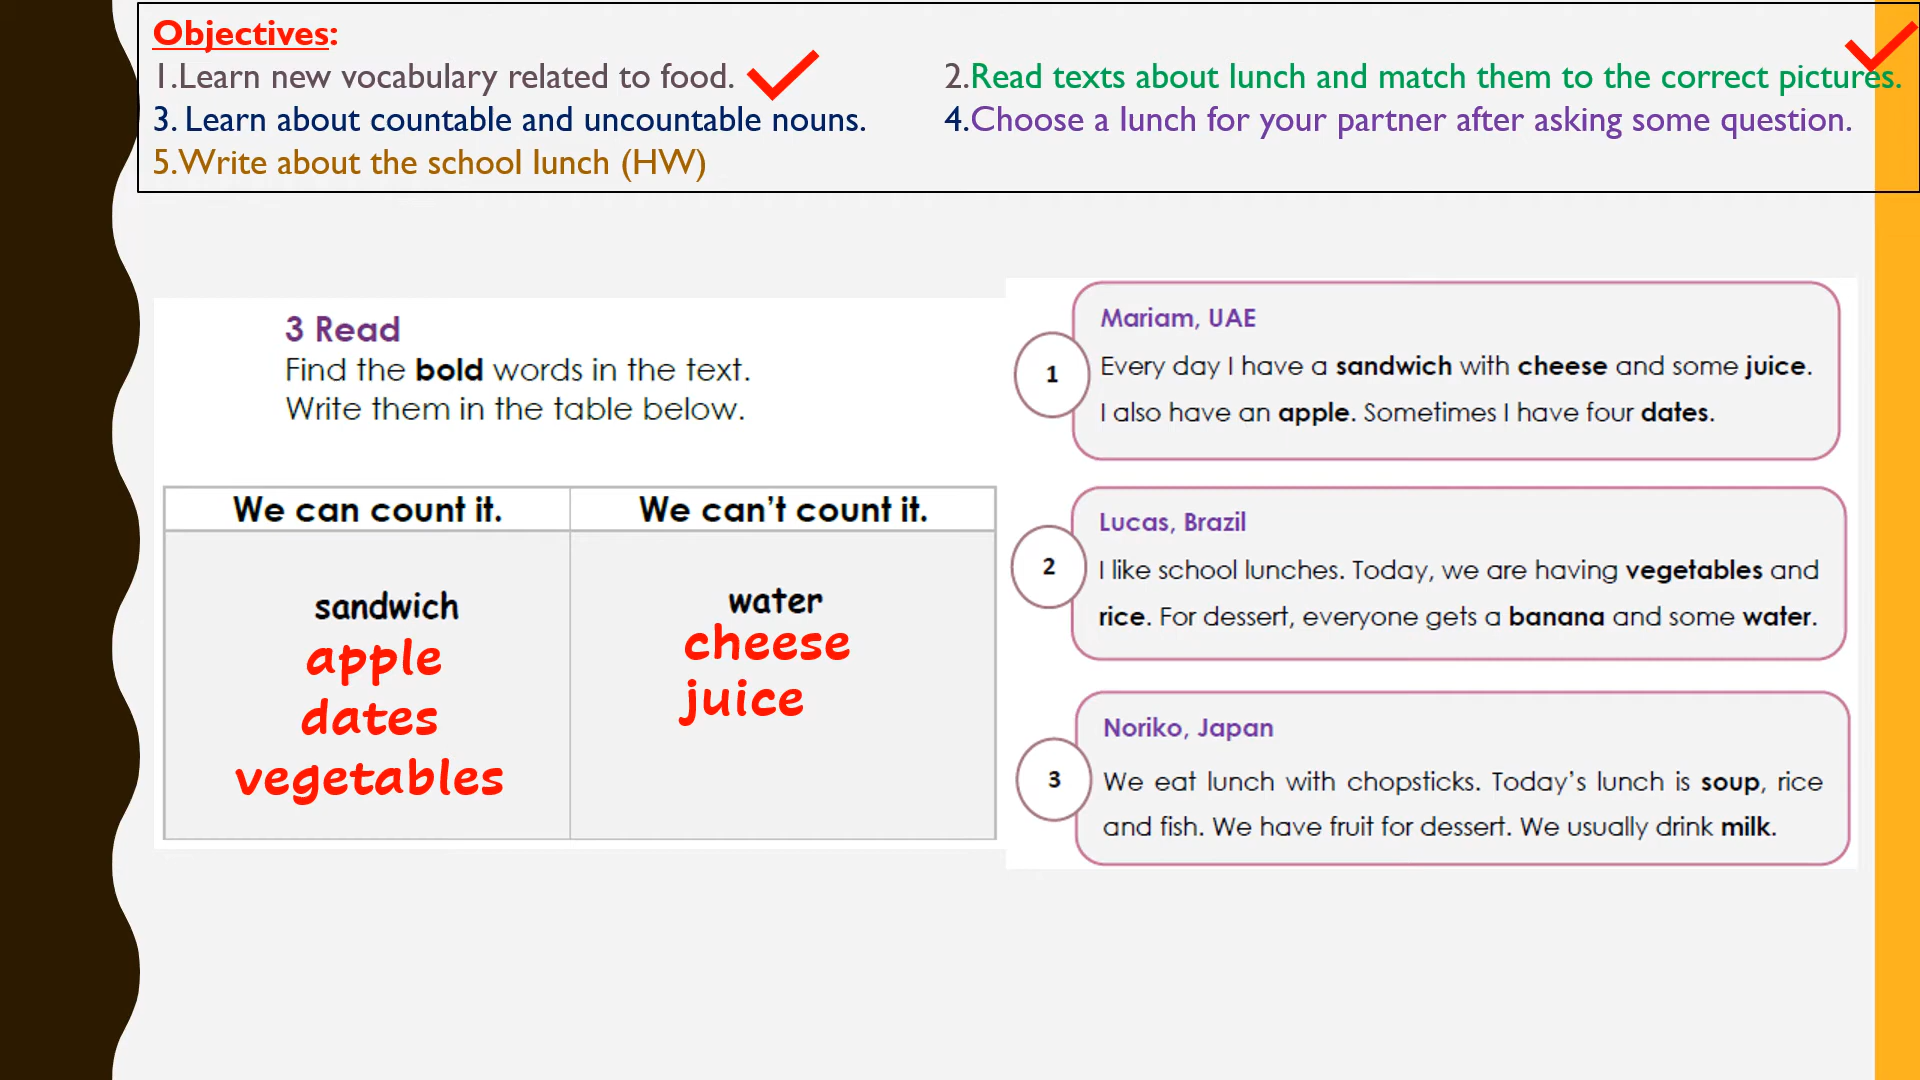 Objectives:
1.Learn new vocabulary related to food.
2.Read texts about lunch and match them to the correct pictures.
3. Learn about countable and uncountable nouns.
4.Choose a lunch for your partner after asking some question.
5.Write about the school lunch (HW)
3 Read
Find the bold words in the text.
Write them in the table below.
We can count it.
We can't count it.
sandwich
apple
dates
vegetables
water
cheese
juice
1
Mariam, UAE
Every day I have a sandwich with cheese and some juice.
I also have an apple. Sometimes I have four dates.
2
Lucas, Brazil
I like school lunches. Today, we are having vegetables and
rice. For dessert, everyone gets a banana and some water.
3
Noriko, Japan
We eat lunch with chopsticks. Today's lunch is soup, rice
and fish. We have fruit for dessert. We usually drink milk.